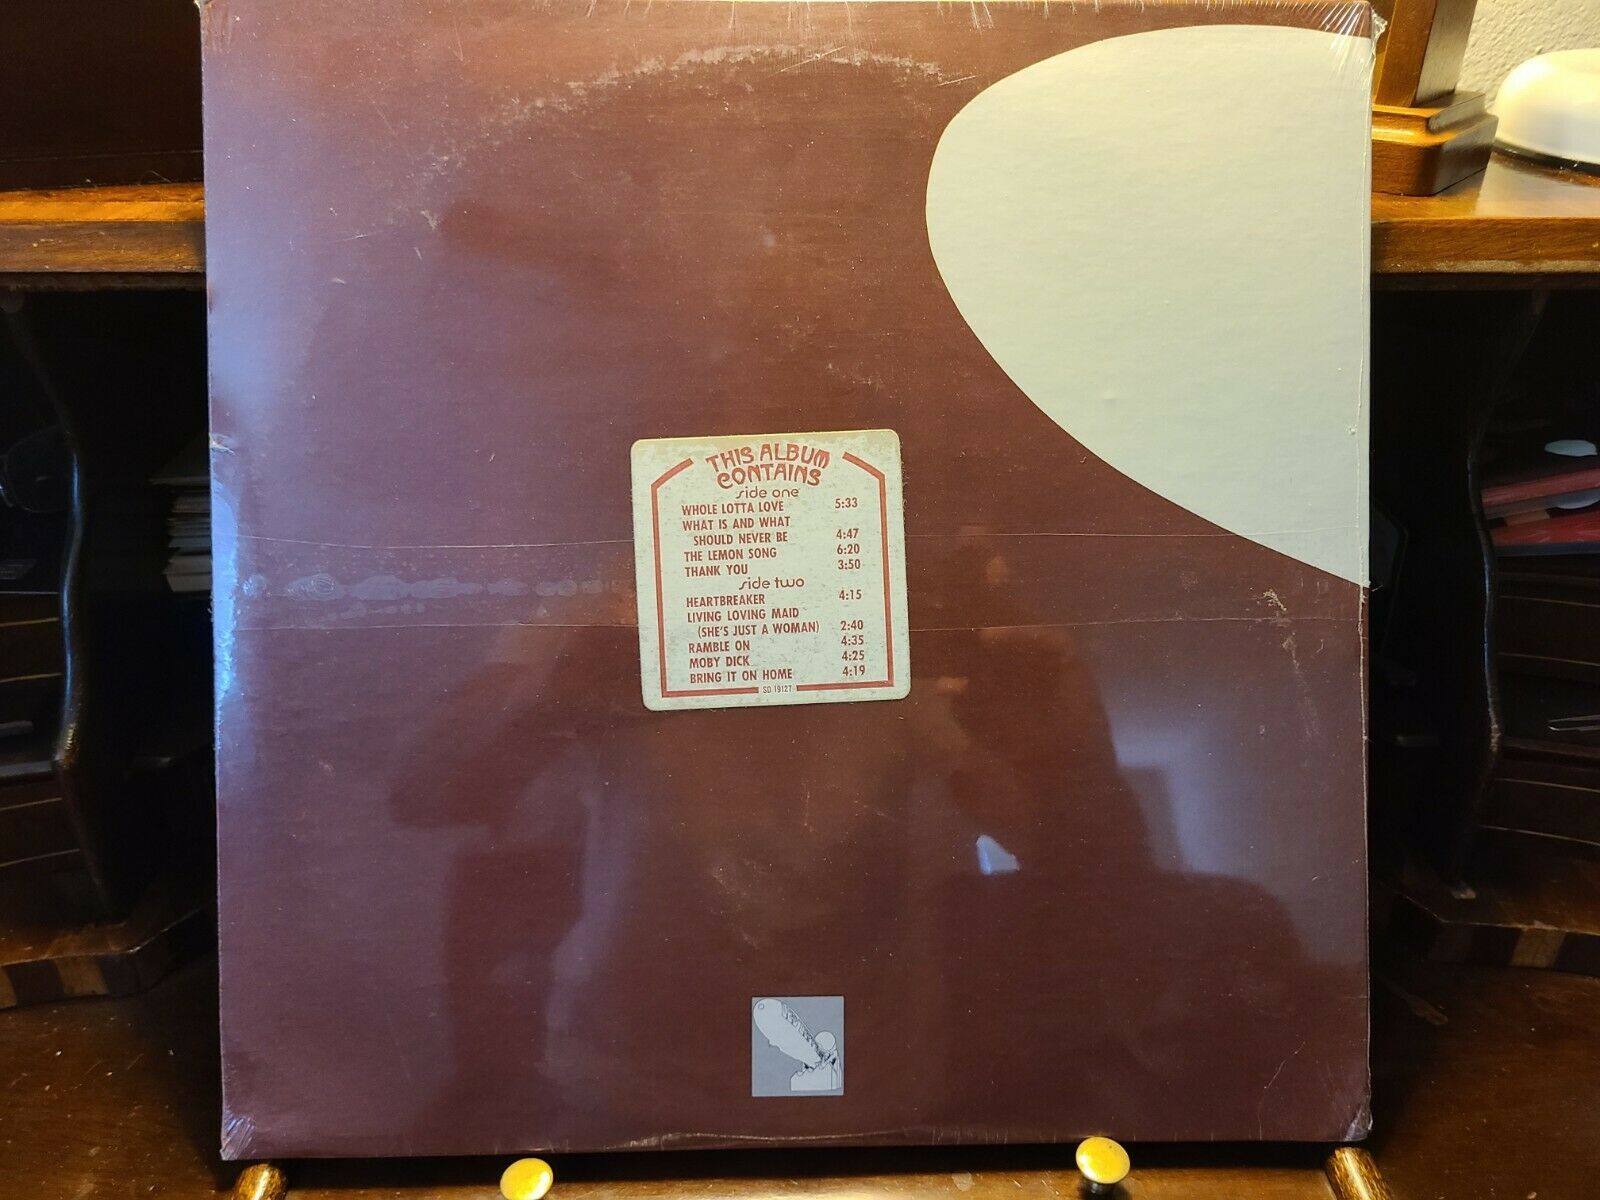 THIS ALBUM
CONTAINS
side one
WHOLE LOTTA LOVE 5:33
WHAT IS AND WHAT
SHOULD NEVER BE 4:47
THE LEMON SONG 6:20
THANK YOU 3:50
side two
HEARTBREAKER 4:15
LIVING LOVING MAID
(SHE'S JUST A WOMAN) 2:40
RAMBLE ON 4:35
MOBY DICK 4:25
BRING IT ON HOME 4:19
SD 19127